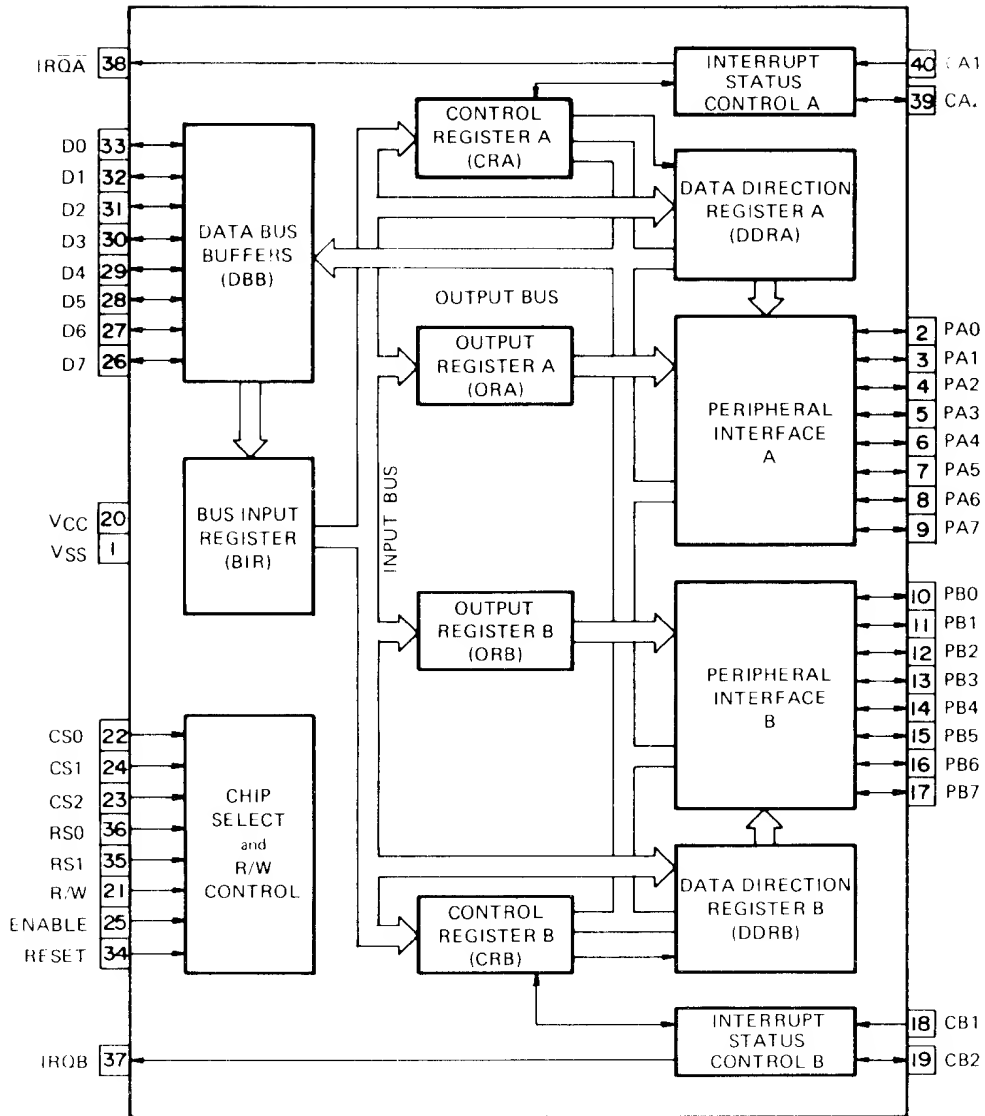 IRQA 38
D0 33
D1 32
D2 31
D3 30
D4 29
D5 28
D6 27
D7 26
VCC 20
VSS 1
CS0 22
CS1 24
CS2 23
RS0 36
RS1 35
R/W 21
ENABLE 25
RESET 34
IRQB 37
DATA BUS
BUFFERS
(DBB)
BUS INPUT
REGISTER
(BIR)
CHIP
SELECT
and
R/W
CONTROL
CONTROL
REGISTER A
(CRA)
OUTPUT BUS
OUTPUT
REGISTER A
(ORA)
INPUT BUS
OUTPUT
REGISTER B
(ORB)
CONTROL
REGISTER B
(CRB)
INTERRUPT
STATUS
CONTROL A
DATA DIRECTION
REGISTER A
(DDRA)
PERIPHERAL
INTERFACE
A
PERIPHERAL
INTERFACE
B
DATA DIRECTION
REGISTER B
(DDRB)
INTERRUPT
STATUS
CONTROL B
40
39
2 PA0
3 PA1
4 PA2
5 PA3
6 PA4
7 PA5
8 PA6
9 PA7
10 PB0
11 PB1
12 PB2
13 PB3
14 PB4
15 PB5
16 PB6
17 PB7
18 CB1
19 CB2